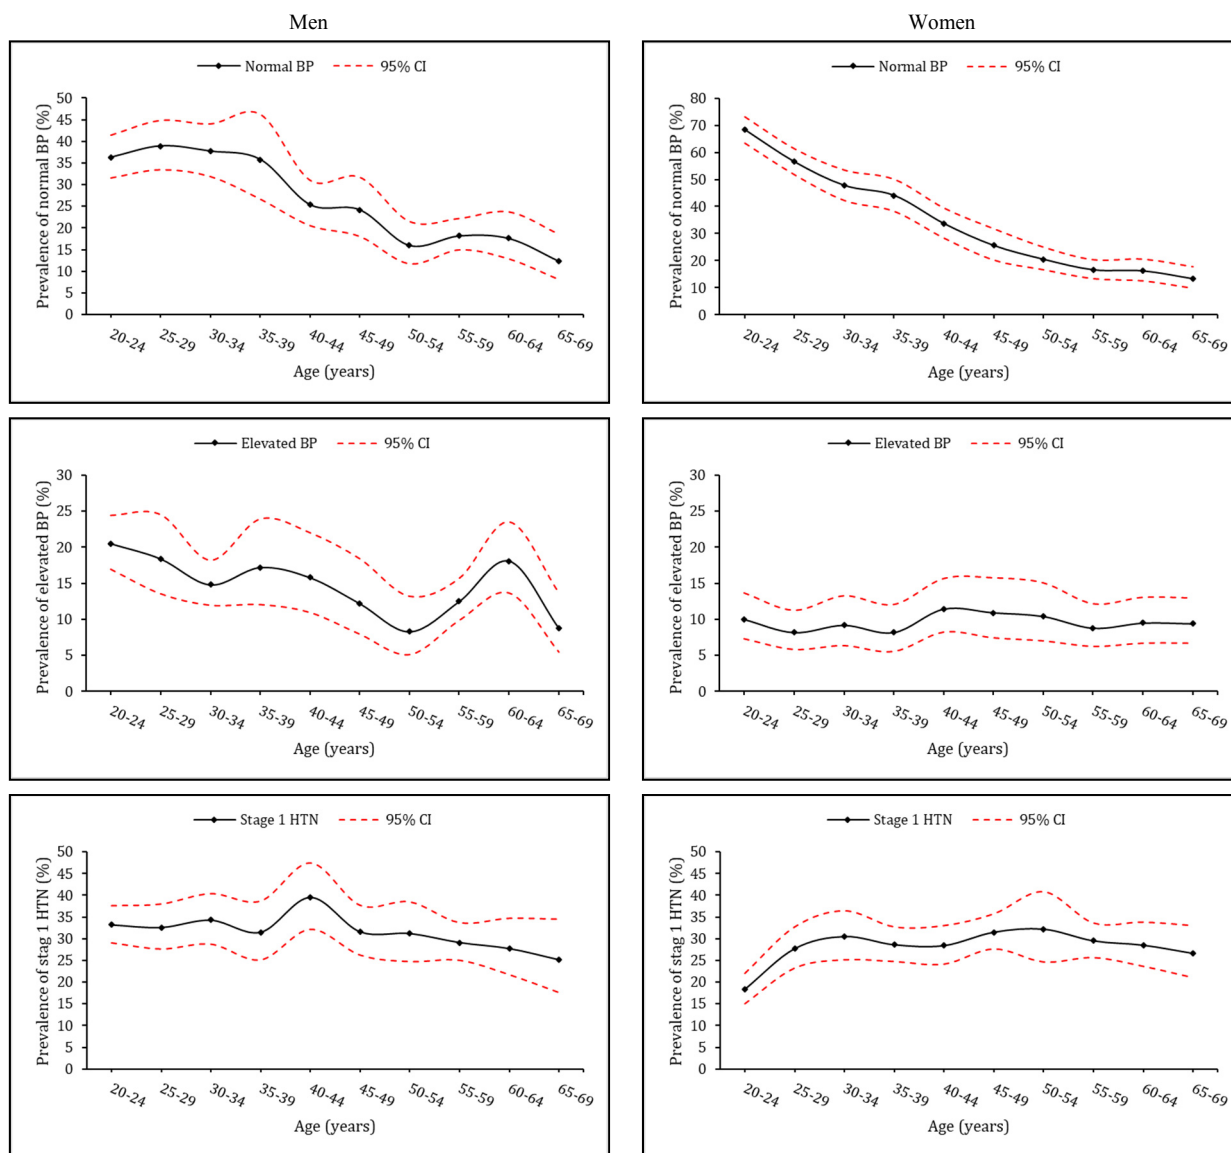 Men
Women
Normal BP 95% CI
Prevalence of normal BP (%)
50
45
40
35
30
25
20
15
10
5
0
20-24 25-29 30-34 35-39 40-44 45-49 50-54 55-59 60-64 65-69
Age (years)
Normal BP 95% CI
Prevalence of normal BP (%)
80
70
60
50
40
30
20
10
0
20-24 25-29 30-34 35-39 40-44 45-49 50-54 55-59 60-64 65-69
Age (years)
Elevated BP 95% CI
Prevalence of elevated BP (%)
30
25
20
15
10
5
0
20-24 25-29 30-34 35-39 40-44 45-49 50-54 55-59 60-64 65-69
Age (years)
Elevated BP 95% CI
Prevalence of elevated BP (%)
30
25
20
15
10
5
0
20-24 25-29 30-34 35-39 40-44 45-49 50-54 55-59 60-64 65-69
Age (years)
Stage 1 HTN 95% CI
Prevalence of stag 1 HTN (%)
50
45
40
35
30
25
20
15
10
5
0
20-24 25-29 30-34 35-39 40-44 45-49 50-54 55-59 60-64 65-69
Age (years)
Stage 1 HTN 95% CI
Prevalence of stag 1 HTN (%)
50
45
40
35
30
25
20
15
10
5
0
20-24 25-29 30-34 35-39 40-44 45-49 50-54 55-59 60-64 65-69
Age (years)